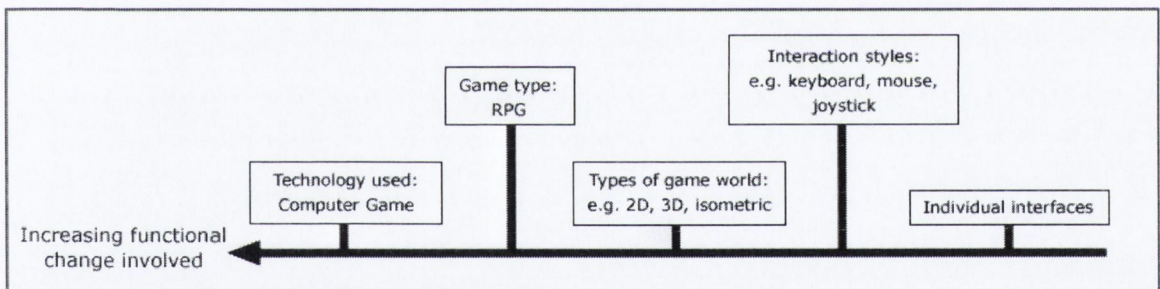 Interaction styles:
e.g. keyboard, mouse,
joystick
Game type:
RPG
Technology used:
Computer Game
Types of game world:
e.g. 2D, 3D, isometric
Individual interfaces
Increasing functional
change involved